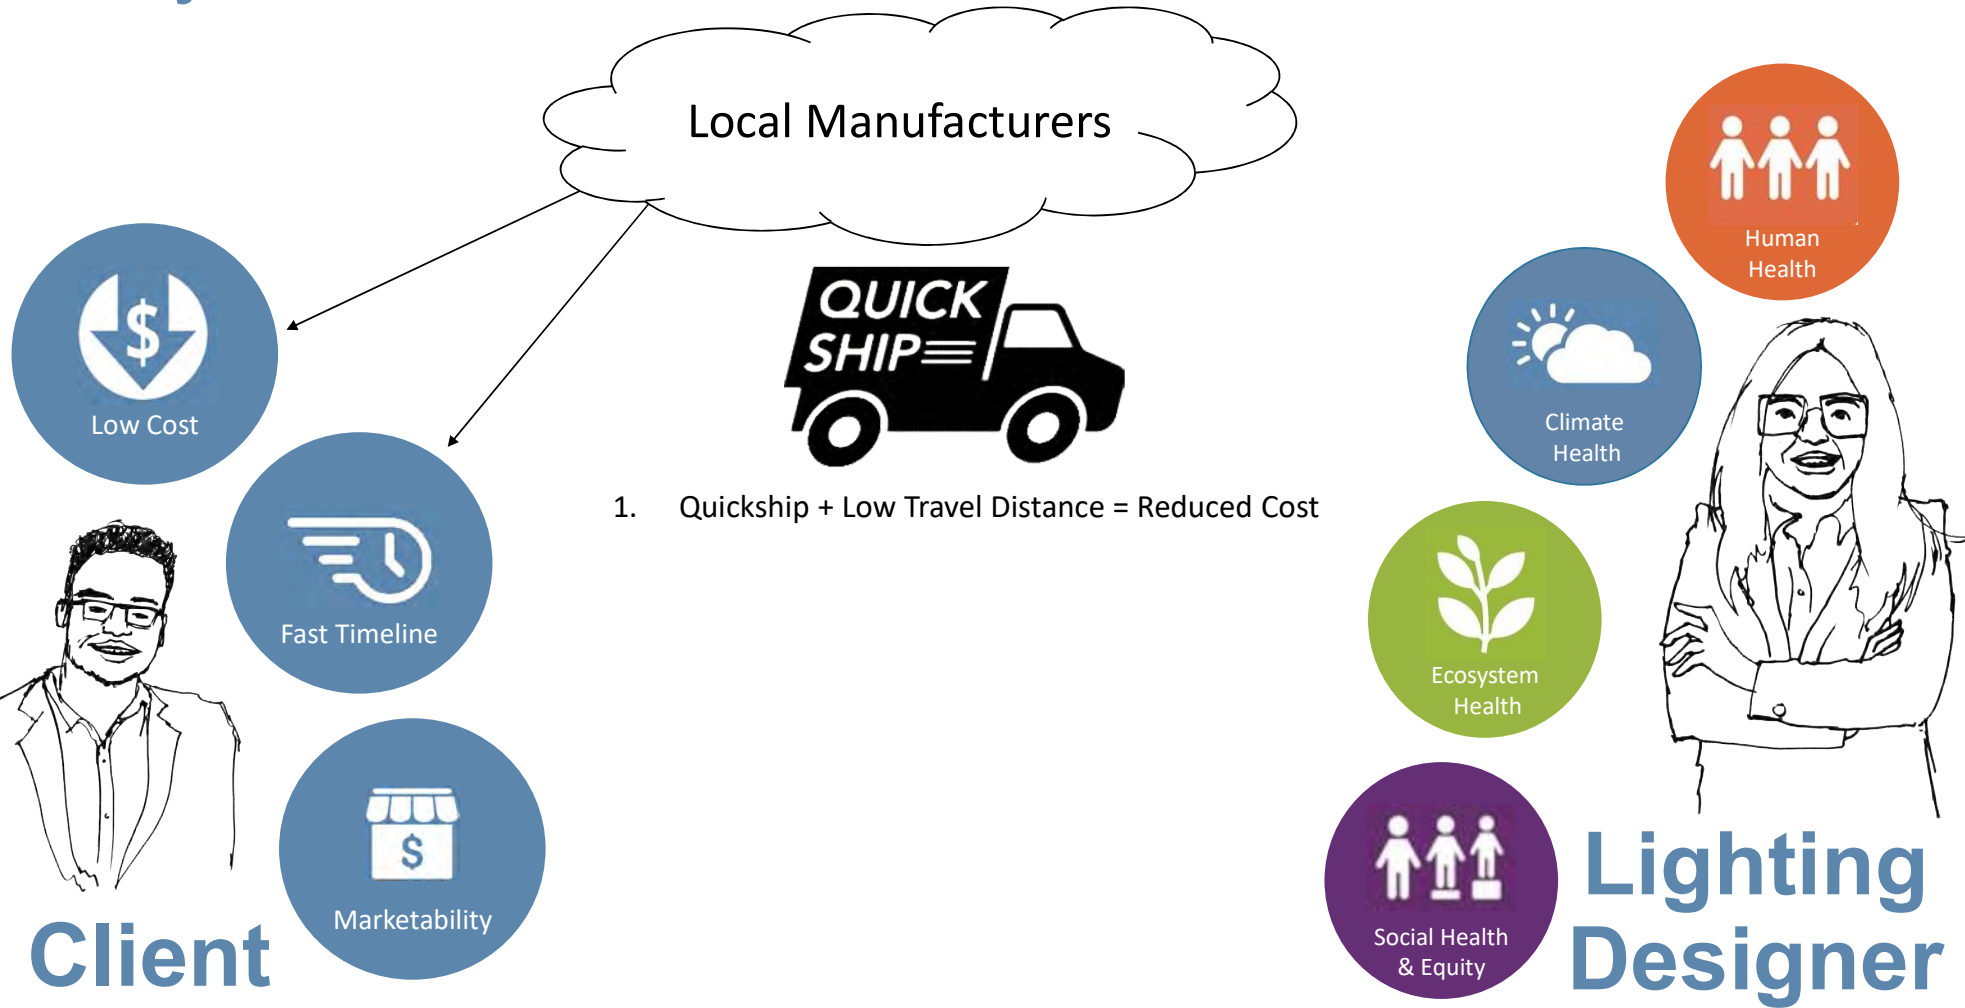 Local Manufacturers
QUICK
SHIP
Human
Health
Climate
Health
$
Low Cost
1. Quickship + Low Travel Distance = Reduced Cost
Fast Timeline
Ecosystem
Health
$
Marketability
Social Health
& Equity
Client
Lighting
Designer